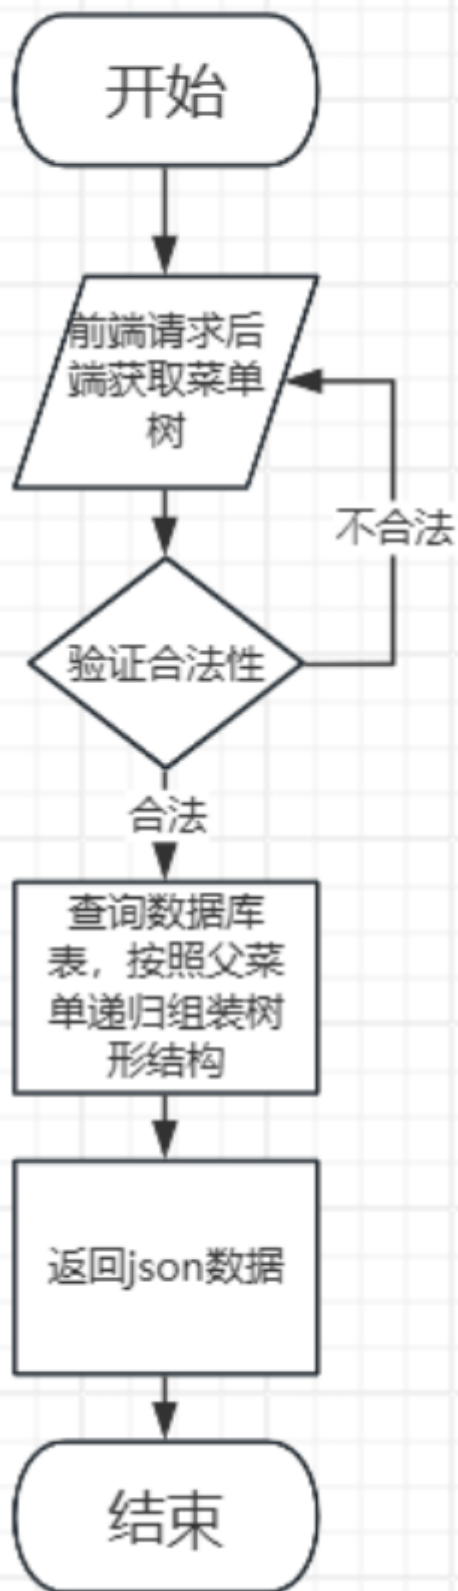 开始
前端请求后
端获取菜单
树
不合法
验证合法性
合法
查询数据库
表，按照父菜
单递归组装树
形结构
返回json数据
结束